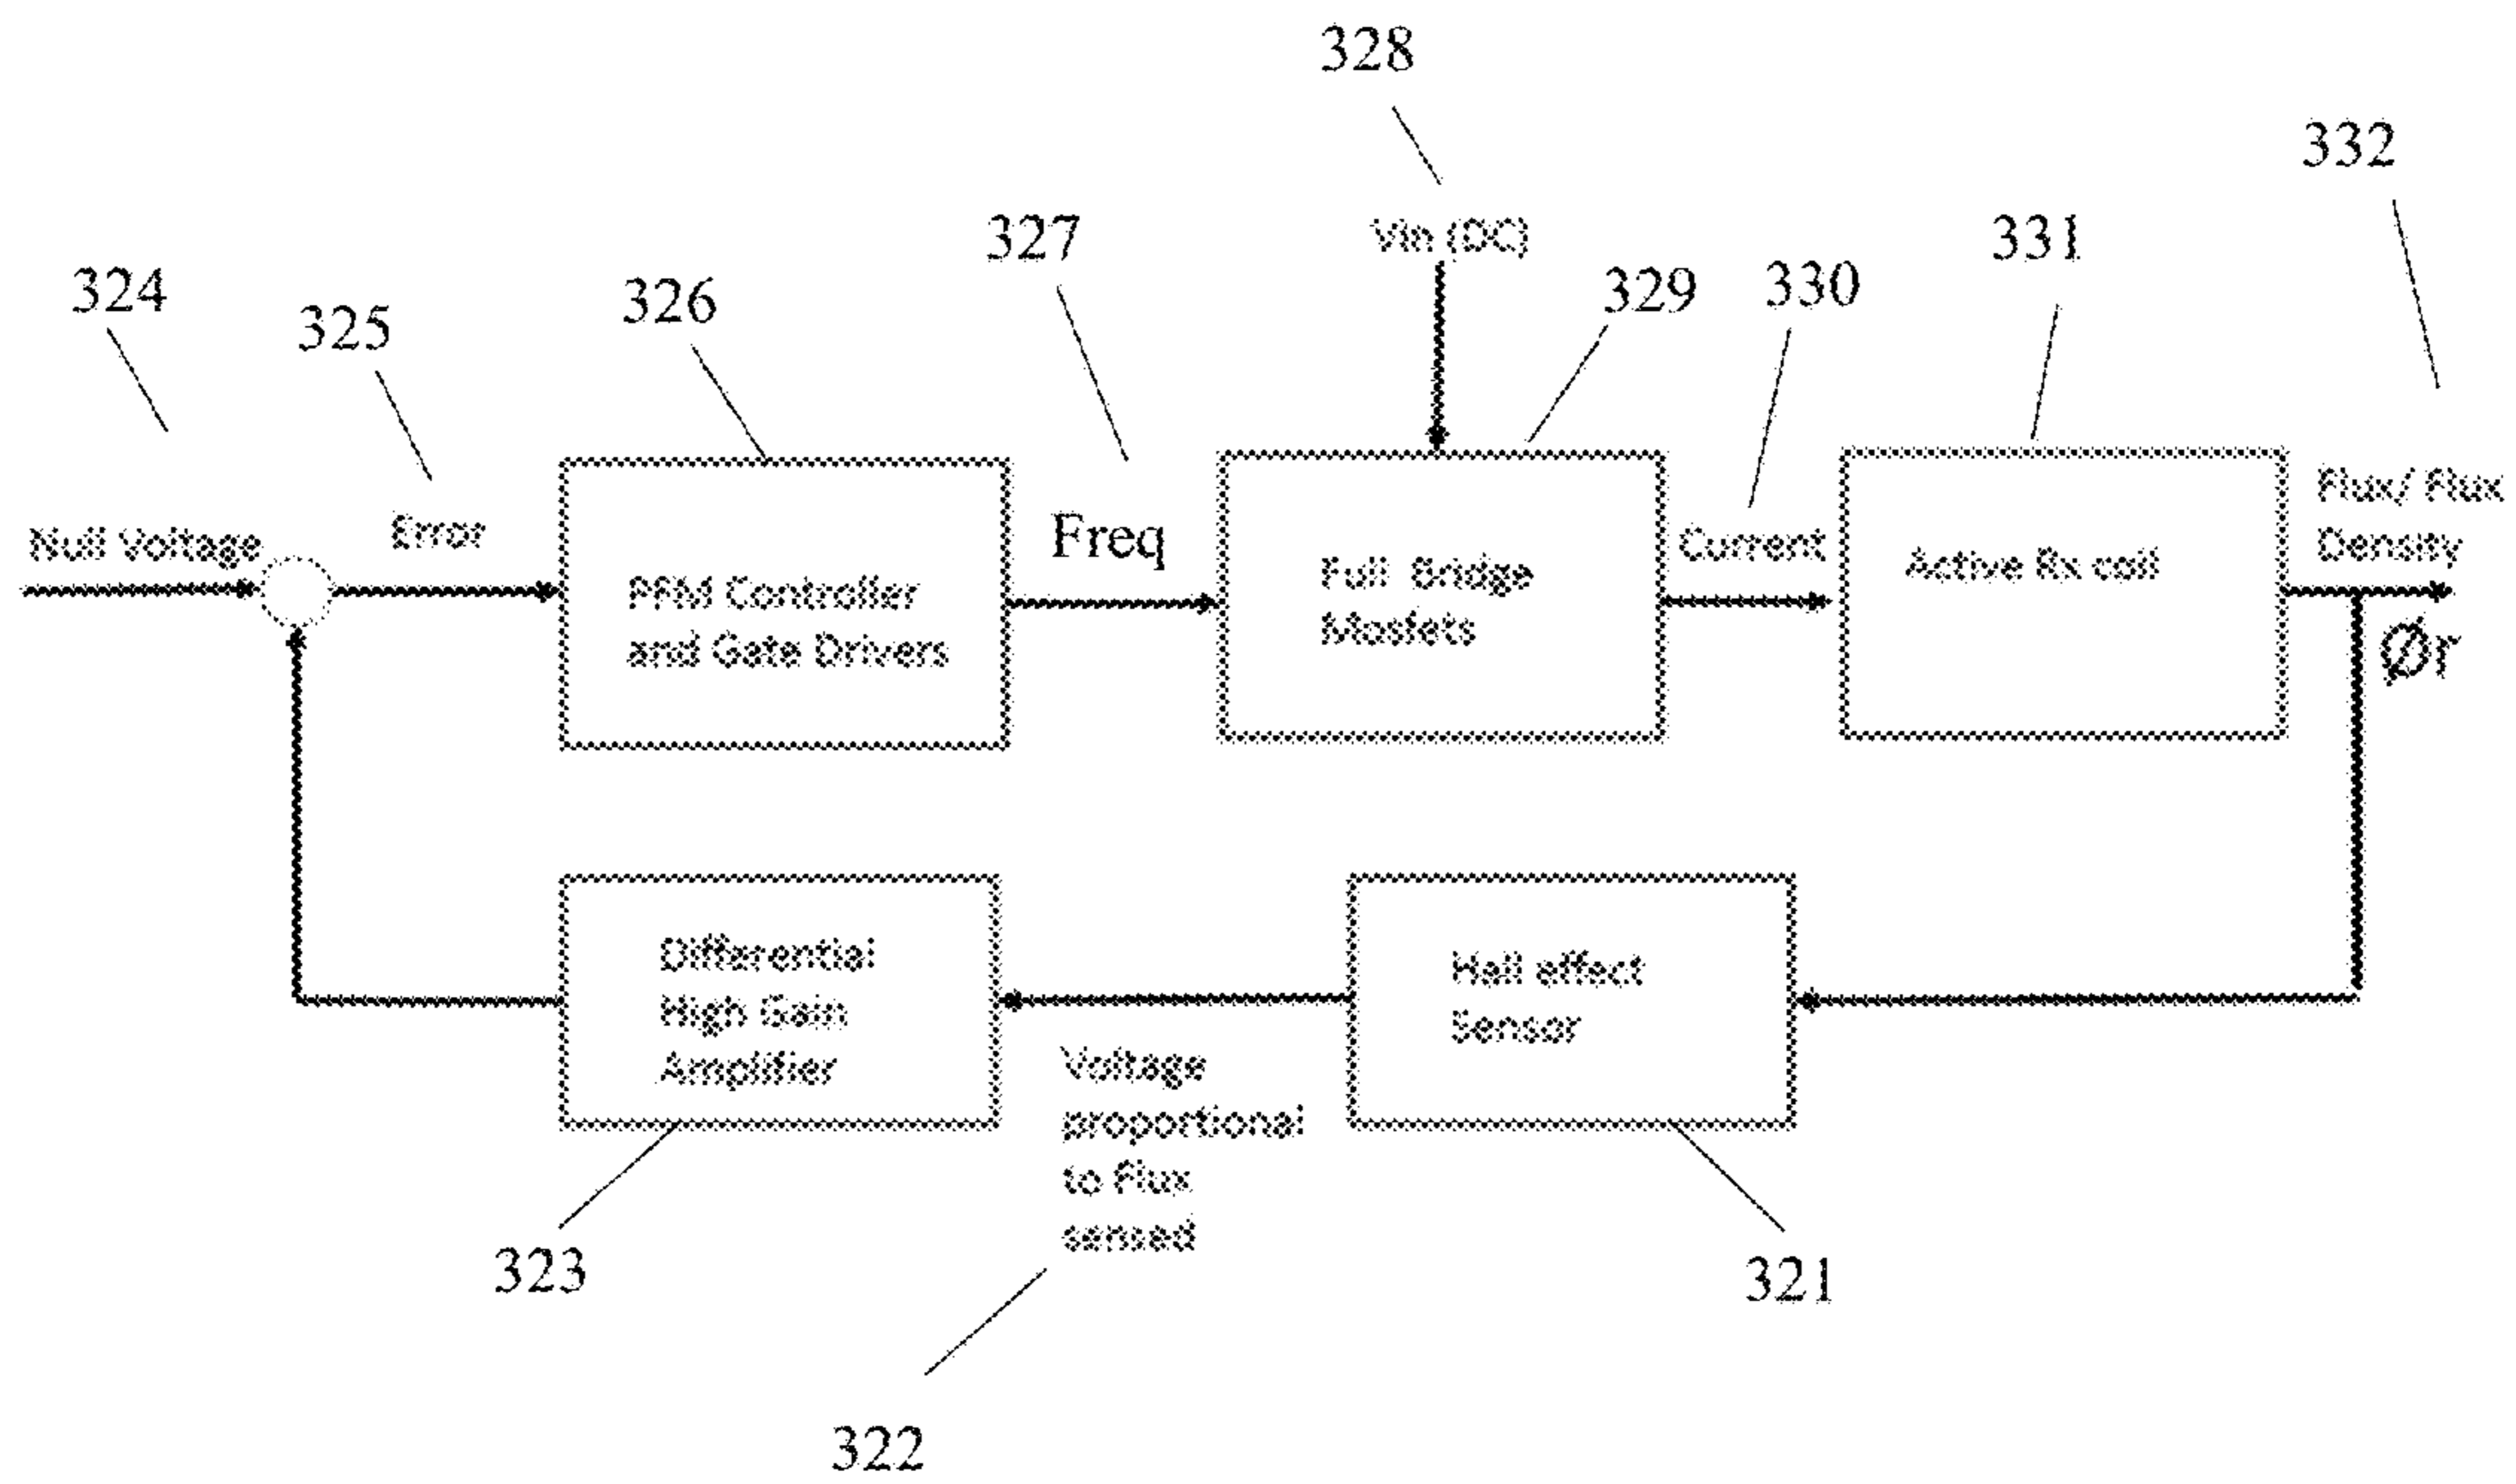 328
332
327
331
Vin (DC)
324
326
329
330
325
Flux/ Flux
Density
Null Voltage
Error
Freq
Current
Full Bridge
Mosfets
Active Rx coil
PFM Controller
and Gate Drivers
Ør
Differential
High Gain
Amplifier
Hall effect
Sensor
Voltage
proportional
to Flux
sensed
323
321
322